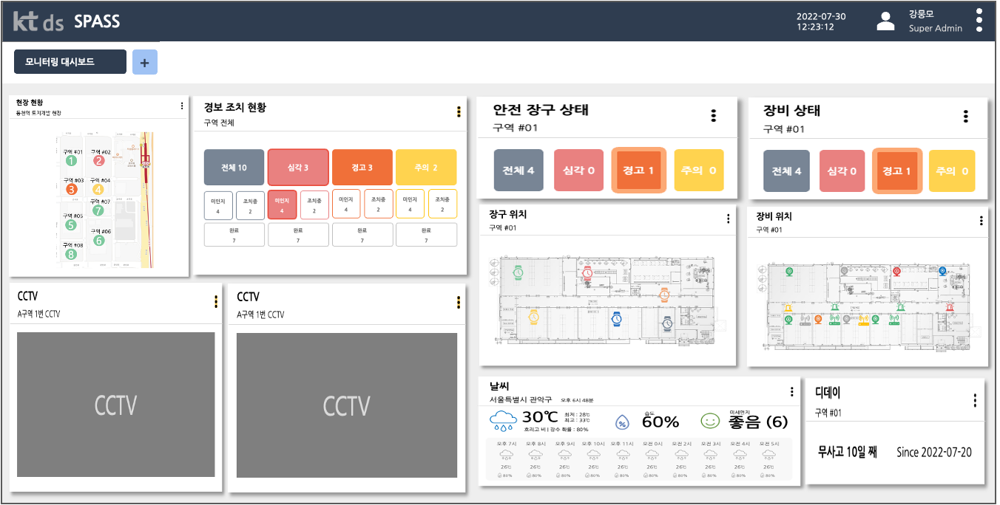 kt ds SPASS
2022-07-30
12:23:12
강뭉모
Super Admin
모니터링 대시보드
+
현장 현황
동천역 토지개발 현장
구역 #01
1
구역 #02
2
구역 #03
3
구역 #04
4
구역 #07
7
구역 #05
5
구역 #06
6
구역 #08
8
경보 조치 현황
구역 전체
전체 10
심각 3
경고 3
주의 2
미인지
4
조치중
2
미인지
4
조치중
2
미인지
4
조치중
2
미인지
4
조치중
2
완료
7
완료
7
완료
7
완료
7
안전 장구 상태
구역 #01
전체 4
심각 0
경고 1
주의 0
장비 상태
구역 #01
전체 4
심각 0
경고 1
주의 0
장구 위치
구역 #01
장비 위치
구역 #01
CCTV
A구역 1번 CCTV
CCTV
CCTV
A구역 1번 CCTV
CCTV
날씨
서울특별시 관악구 오후 6시 48분
30℃
최저 : 28℃
최고 : 33℃
흐리고 비 | 강수 확률 : 80%
%
습도
60%
미세먼지
좋음 (6)
오후 7시 오후 8시 오후 9시 오후 10시 오후 11시 오전 0시 오전 2시 오전 3시 오전 4시 오전 5시
26℃ 26℃ 26℃ 26℃ 26℃ 26℃ 26℃ 26℃ 26℃ 26℃
80% 80% 80% 80% 80% 80% 80% 80% 80% 80%
디데이
구역 #01
무사고 10일 째
Since 2022-07-20